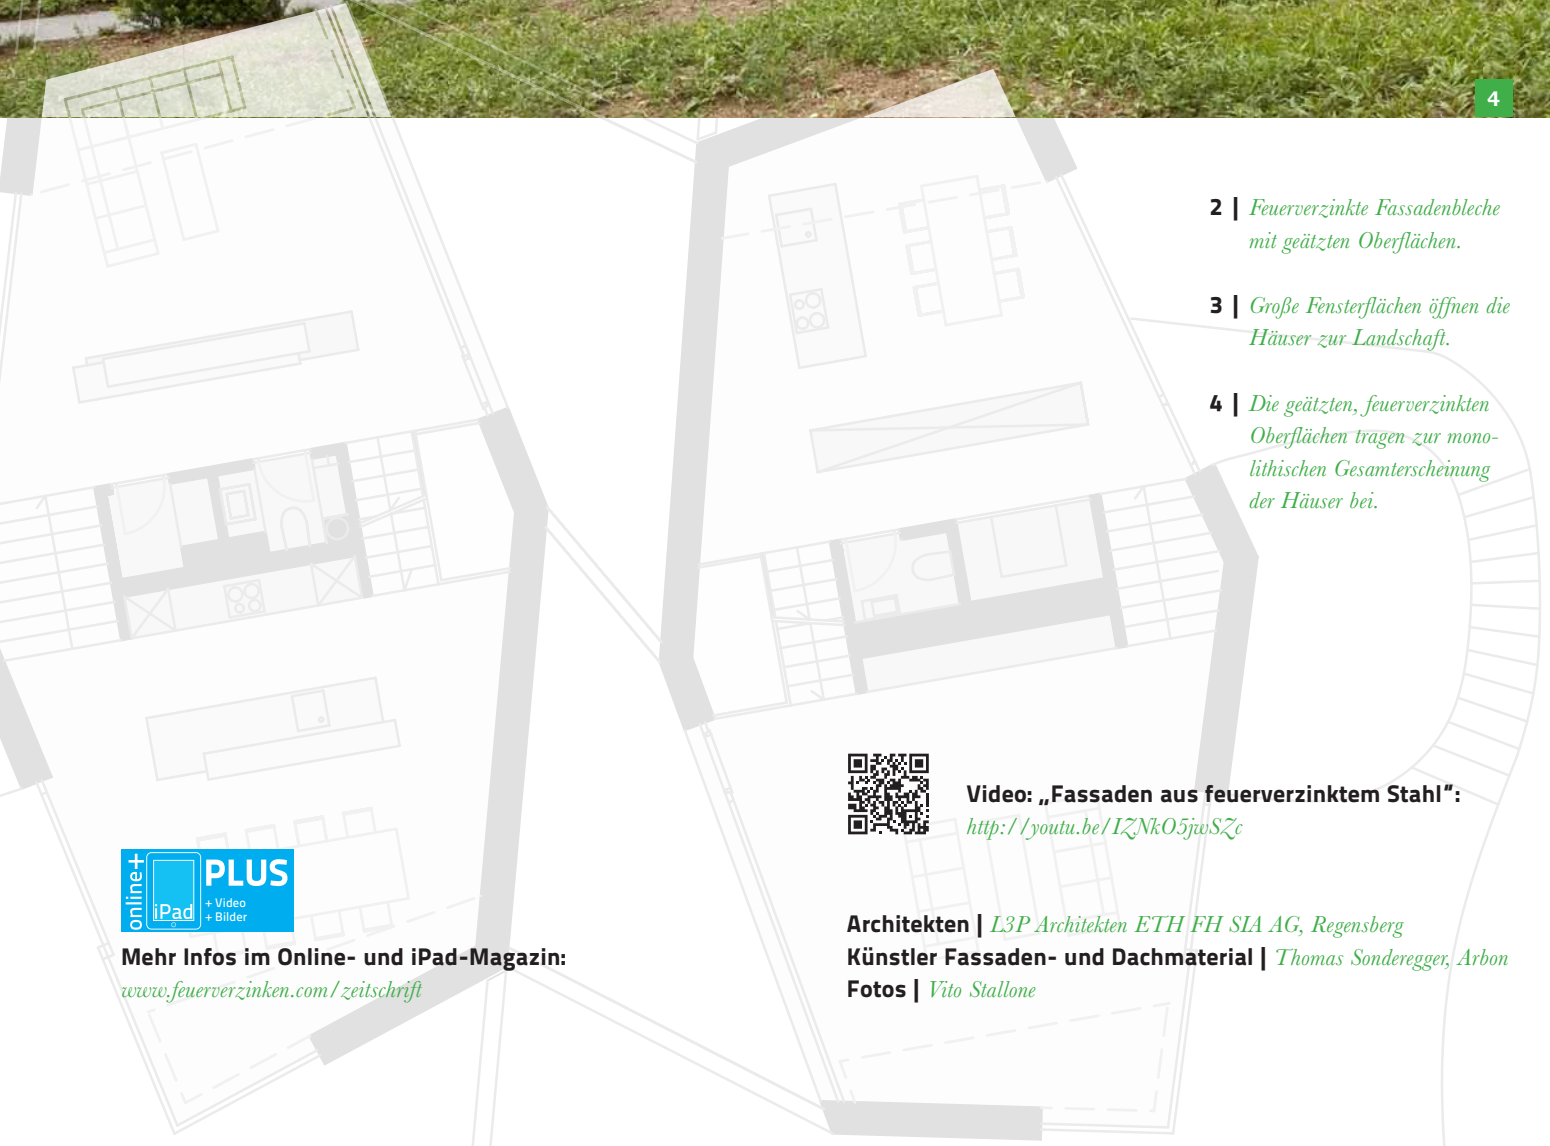 4
2 | Feuerverzinkte Fassadenbleche
mit geätzten Oberflächen.
3 | Große Fensterflächen öffnen die
Häuser zur Landschaft.
4 | Die geätzten, feuerverzinkten
Oberflächen tragen zur mono-
lithischen Gesamterscheinung
der Häuser bei.
Video: „Fassaden aus feuerverzinktem Stahl“:
http://youtu.be/IZNkO5jwSZc
online+
iPad
PLUS
+ Video
+ Bilder
Mehr Infos im Online- und iPad-Magazin:
www.feuerverzinken.com/zeitschrift
Architekten | L3P Architekten ETH FH SIA AG, Regensberg
Künstler Fassaden- und Dachmaterial | Thomas Sonderegger, Arbon
Fotos | Vito Stallone